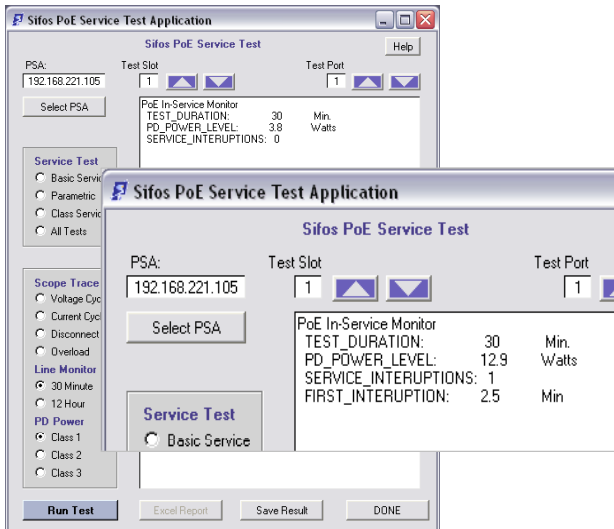 Sifos PoE Service Test Application
Sifos PoE Service Test
Help
PSA:
Test Slot
Test Port
192.168.221.105
1
1
Select PSA
PoE In-Service Monitor
TEST_DURATION: 30 Min.
PD_POWER_LEVEL: 3.8 Watts
SERVICE_INTERUPTIONS: 0
Service Test
Basic Servic
Parametric
Class Servic
All Tests
Scope Trace
Voltage Cyc
Current Cycl
Disconnect
Overload
Line Monitor
30 Minute
12 Hour
PD Power
Class 1
Class 2
Class 3
Run Test
Excel Report
Save Result
DONE
Sifos PoE Service Test Application
Sifos PoE Service Test
PSA:
Test Slot
Test Port
192.168.221.105
1
1
Select PSA
PoE In-Service Monitor
TEST_DURATION: 30 Min.
PD_POWER_LEVEL: 12.9 Watts
SERVICE_INTERUPTIONS: 1
FIRST_INTERUPTION: 2.5 Min
Service Test
Basic Service